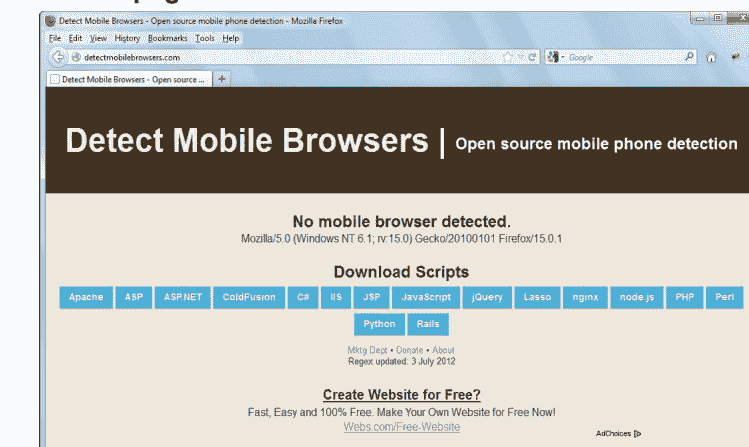 Detect Mobile Browsers - Open source mobile phone detection - Mozilla Firefox
File Edit View History Bookmarks Tools Help
detectmobilebrowsers.com
Google
Detect Mobile Browsers - Open source ...
Detect Mobile Browsers | Open source mobile phone detection
No mobile browser detected.
Mozilla/5.0 (Windows NT 6.1; rv:15.0) Gecko/20100101 Firefox/15.0.1
Download Scripts
Apache ASP ASP.NET ColdFusion C# IIS JSP JavaScript jQuery Lasso nginx node.js PHP Perl
Python Rails
Mktg Dept • Donate • About
Regex updated: 3 July 2012
Create Website for Free?
Fast, Easy and 100% Free. Make Your Own Website for Free Now!
Webs.com/Free-Website
AdChoices